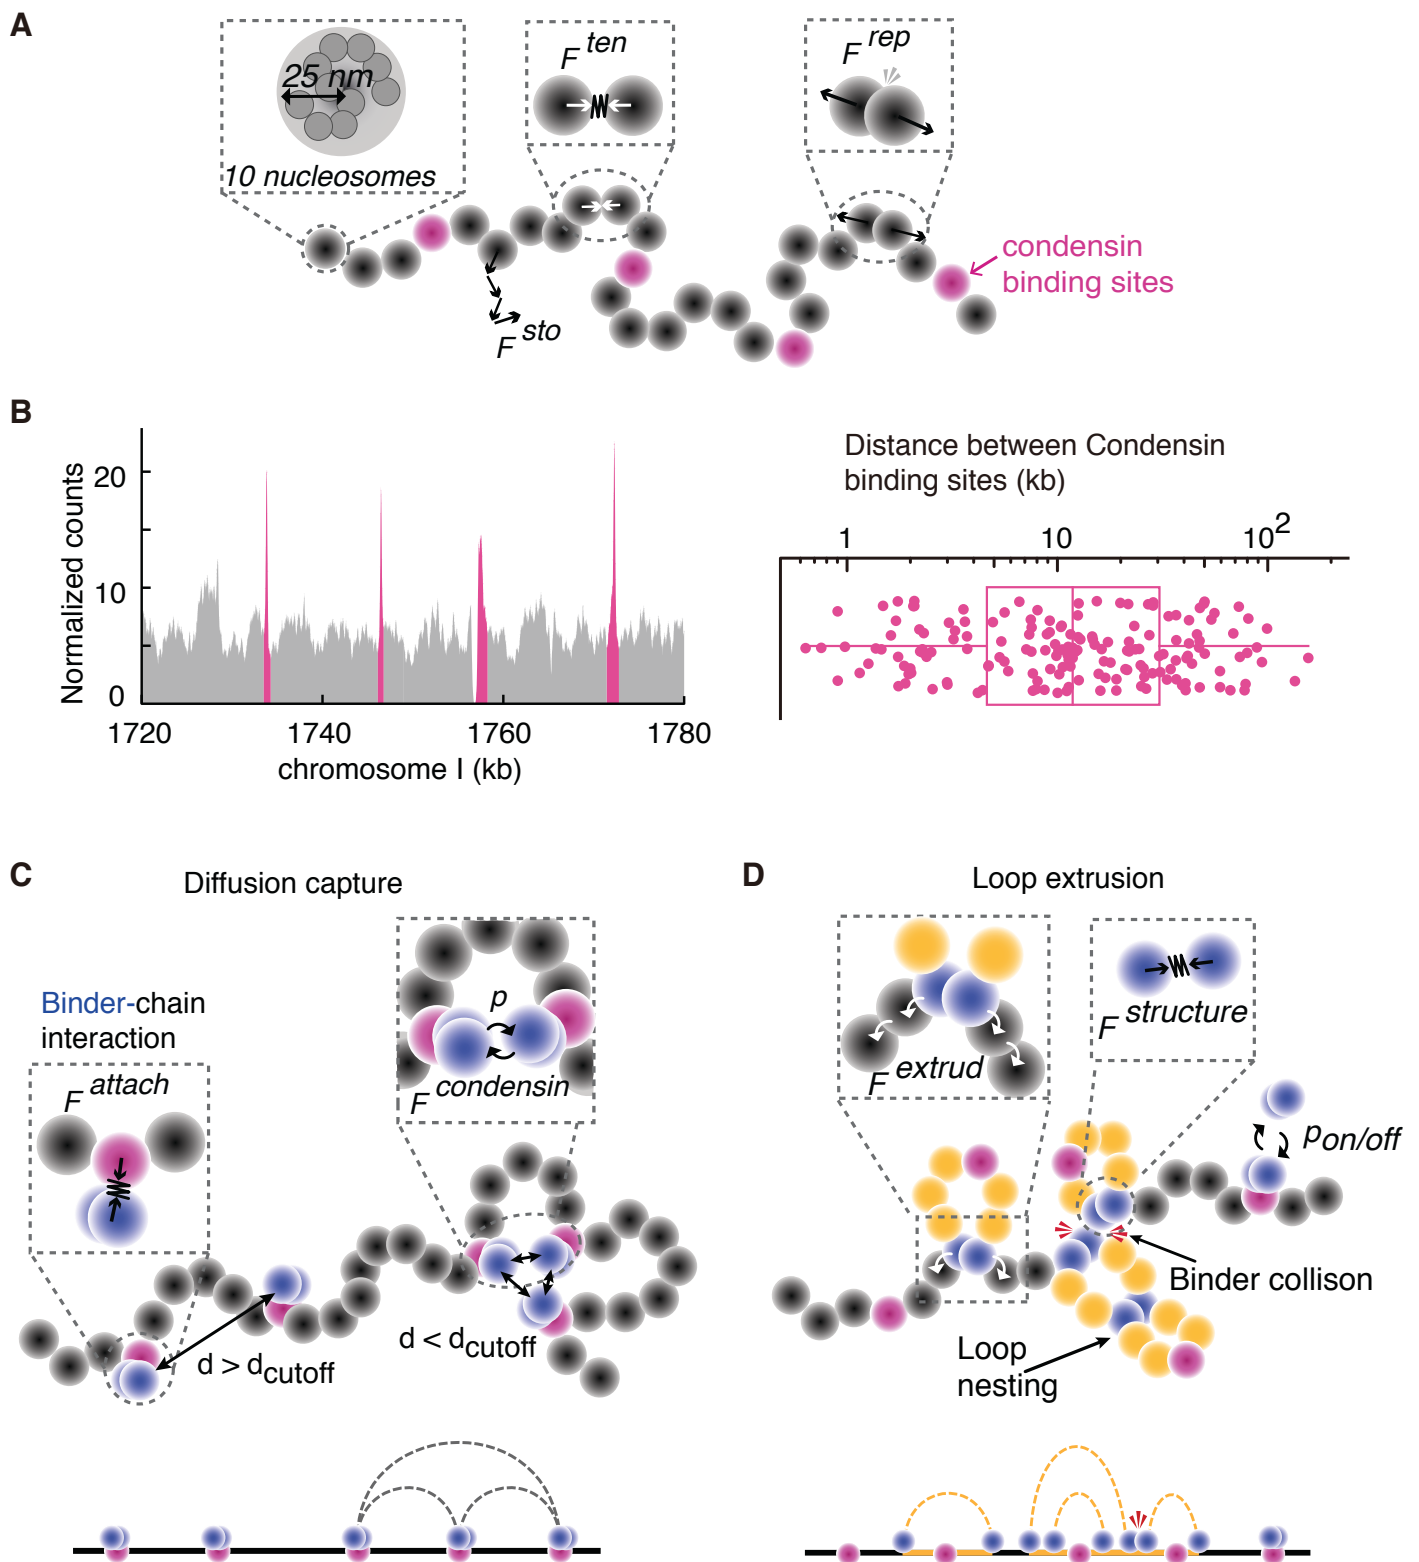 A
25 nm
10 nucleosomes
F ten
F rep
F sto
condensin
binding sites
B
Normalized counts
20
10
0
1720
1740
1760
1780
chromosome I (kb)
Distance between Condensin
binding sites (kb)
1
10
10²
C
Diffusion capture
Binder-chain
interaction
F attach
p
F condensin
d > dcutoff
d < dcutoff
D
Loop extrusion
F extrud
F structure
pon/off
Binder collison
Loop
nesting